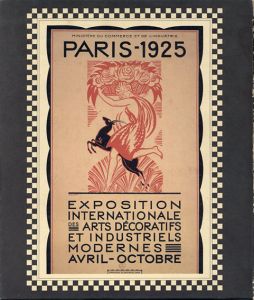 MINISTÈRE DU COMMERCE ET DE L'INDUSTRIE
PARIS-1925
EXPOSITION
INTERNATIONALE
DES ARTS DÉCORATIFS
ET INDUSTRIELS
MODERNES
AVRIL-OCTOBRE